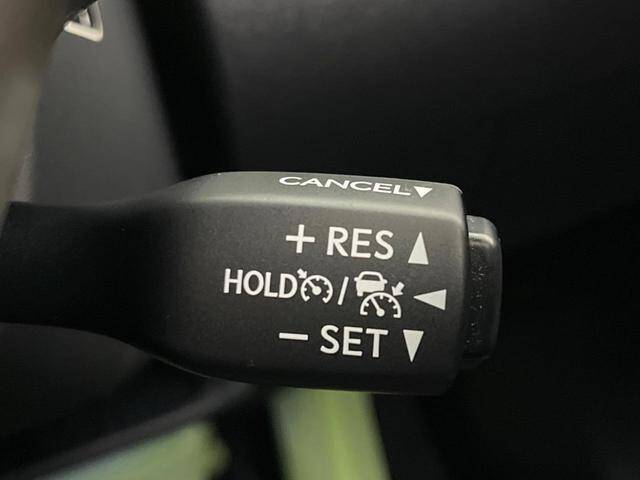 CANCEL▼
+ RES ▲
HOLD / ◀
− SET ▼